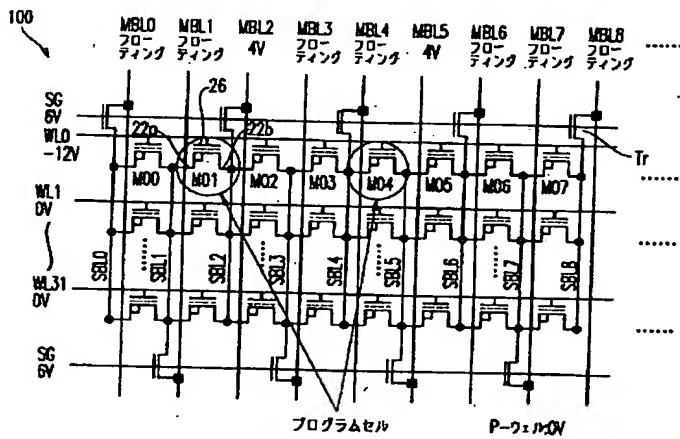 100
MBL0 MBL1 MBL2 MBL3 MBL4 MBL5 MBL6 MBL7 MBL8
フローティング フローティング 4V フローティング フローティング 4V フローティング フローティング フローティング
SG
6V
26
22a 22b
WL0
-12V
Tr
M00 M01 M02 M03 M04 M05 M06 M07
WL1
0V
SBL0 SBL1 SBL2 SBL3 SBL4 SBL5 SBL6 SBL7 SBL8
WL31
0V
SG
6V
プログラムセル P-ウェル:0V